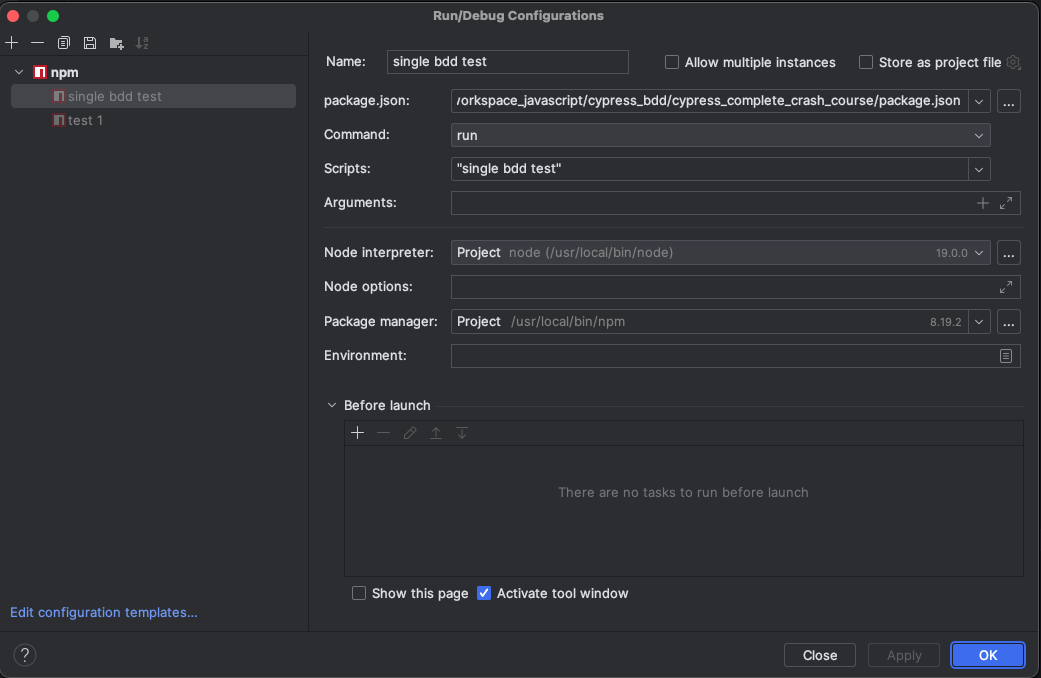 Run/Debug Configurations
npm
single bdd test
test 1
Edit configuration templates...
Name: single bdd test Allow multiple instances Store as project file
package.json: /orkspace_javascript/cypress_bdd/cypress_complete_crash_course/package.json ...
Command: run
Scripts: "single bdd test"
Arguments:
Node interpreter: Project node (/usr/local/bin/node) 19.0.0 ...
Node options:
Package manager: Project /usr/local/bin/npm 8.19.2 ...
Environment:
Before launch
There are no tasks to run before launch
Show this page Activate tool window
? Close Apply OK